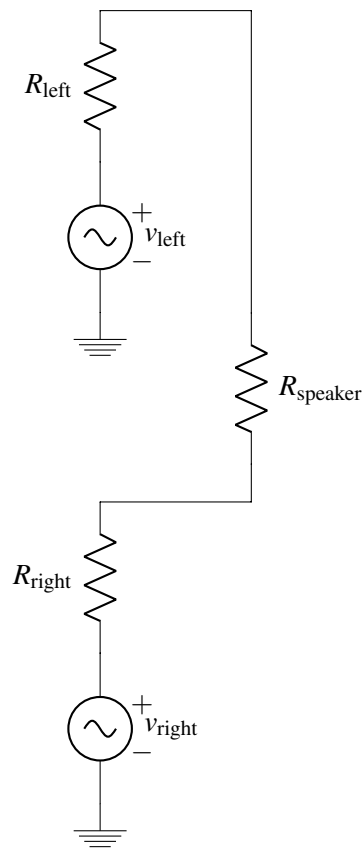 R_left
+
v_left
−
R_speaker
R_right
+
v_right
−